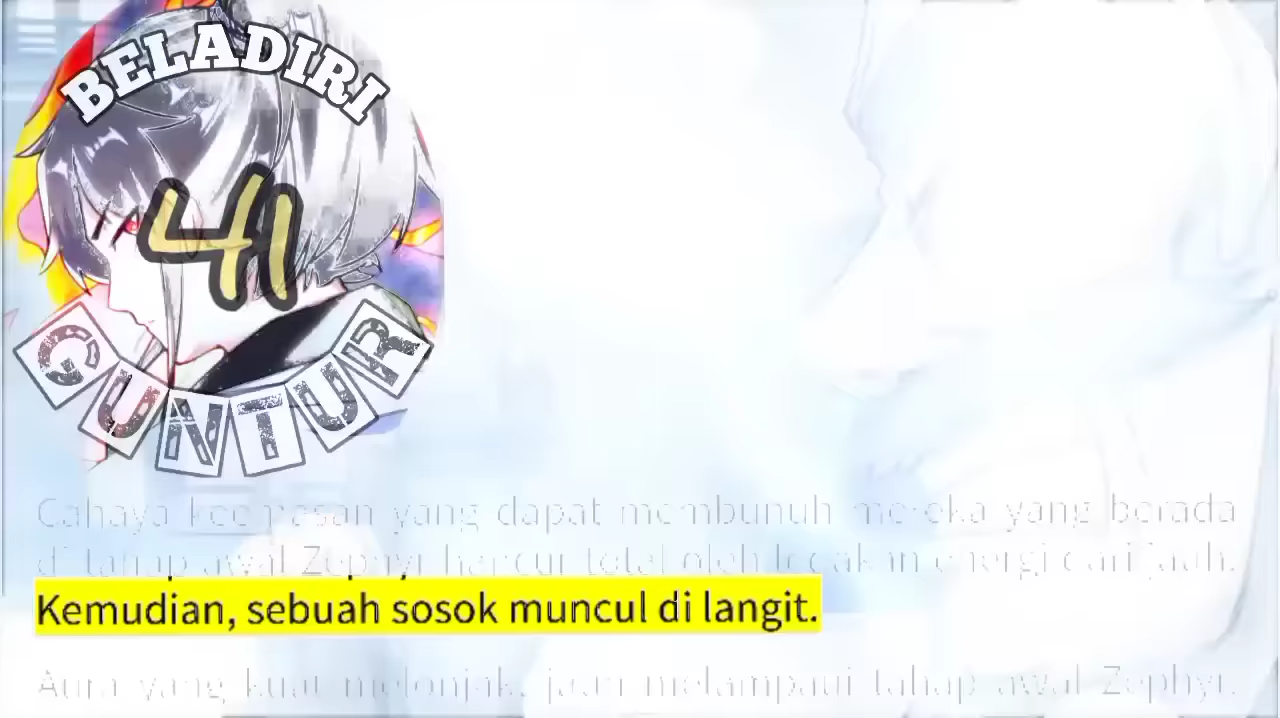 BELADIRI
41
GUNTUR
Cahaya keemasan yang dapat membunuh mereka yang berada
di tahap awal Zephyr hancur total oleh ledakan energi dari jauh.
Kemudian, sebuah sosok muncul di langit.
Aura yang kuat melonjak, jauh melampaui tahap awal Zephyr.